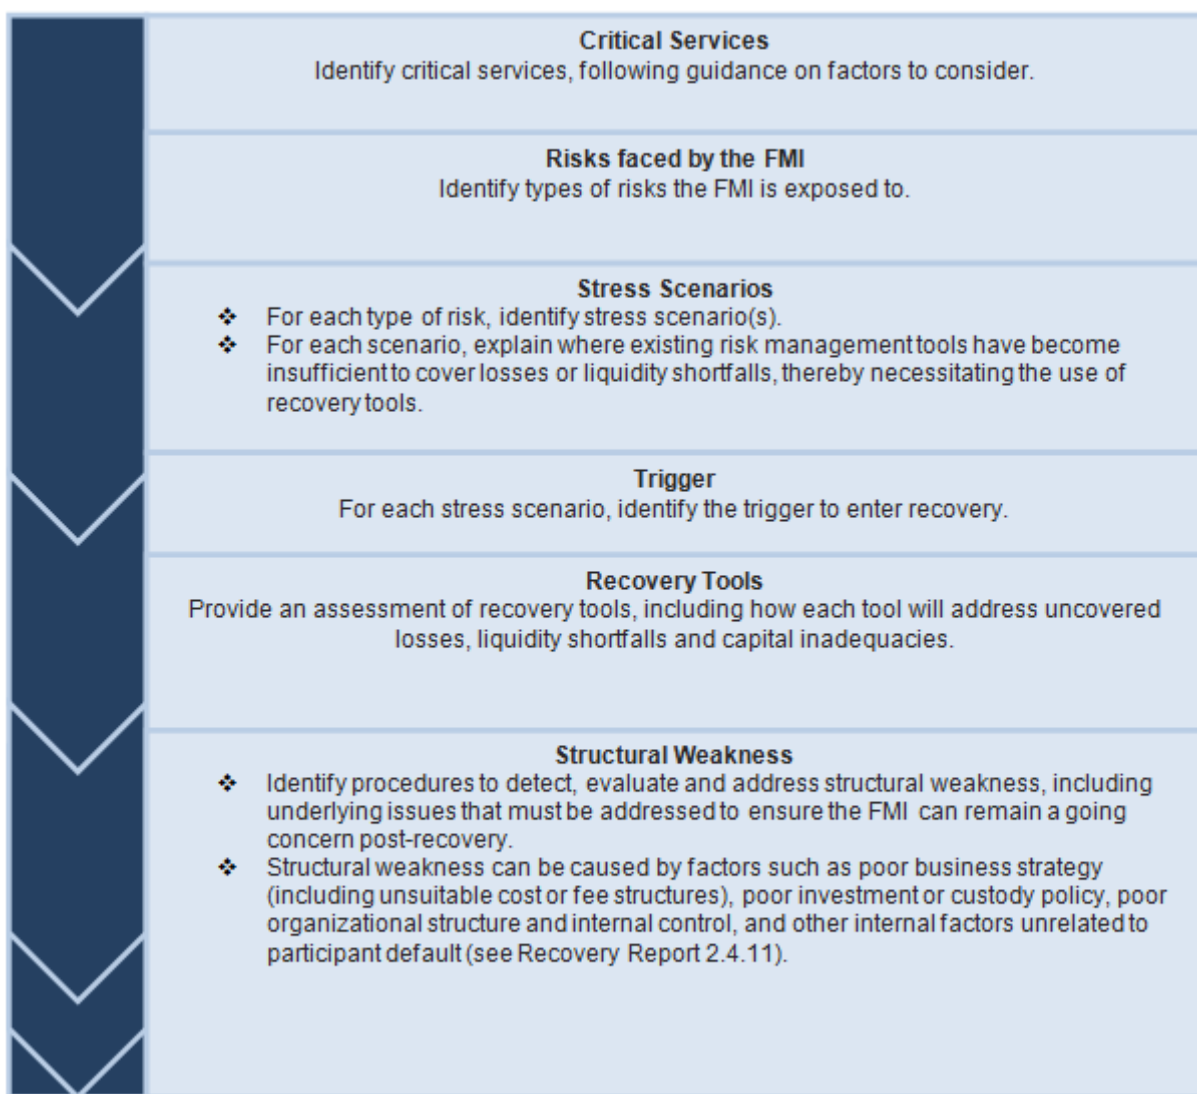 Critical Services
Identify critical services, following guidance on factors to consider.
Risks faced by the FMI
Identify types of risks the FMI is exposed to.
Stress Scenarios
❖ For each type of risk, identify stress scenario(s).
❖ For each scenario, explain where existing risk management tools have become
insufficient to cover losses or liquidity shortfalls, thereby necessitating the use of
recovery tools.
Trigger
For each stress scenario, identify the trigger to enter recovery.
Recovery Tools
Provide an assessment of recovery tools, including how each tool will address uncovered
losses, liquidity shortfalls and capital inadequacies.
Structural Weakness
❖ Identify procedures to detect, evaluate and address structural weakness, including
underlying issues that must be addressed to ensure the FMI can remain a going
concern post-recovery.
❖ Structural weakness can be caused by factors such as poor business strategy
(including unsuitable cost or fee structures), poor investment or custody policy, poor
organizational structure and internal control, and other internal factors unrelated to
participant default (see Recovery Report 2.4.11).